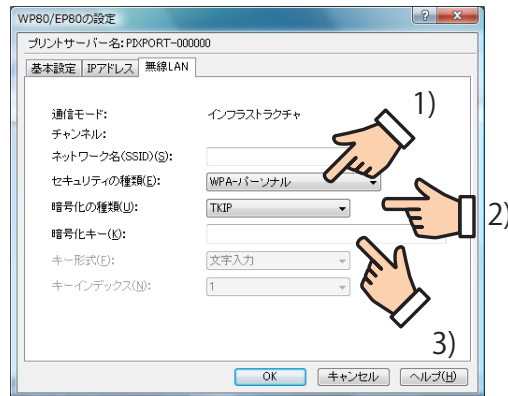 WP80/EP80の設定
プリントサーバー名:PIXPORT-000000
基本設定 IPアドレス 無線LAN
1)
通信モード: インフラストラクチャ
チャンネル:
ネットワーク名(SSID)(S):
セキュリティの種類(E): WPA-パーソナル
暗号化の種類(U): TKIP
2)
暗号化キー(K):
キー形式(F): 文字入力
キーインデックス(N): 1
3)
OK キャンセル ヘルプ(H)